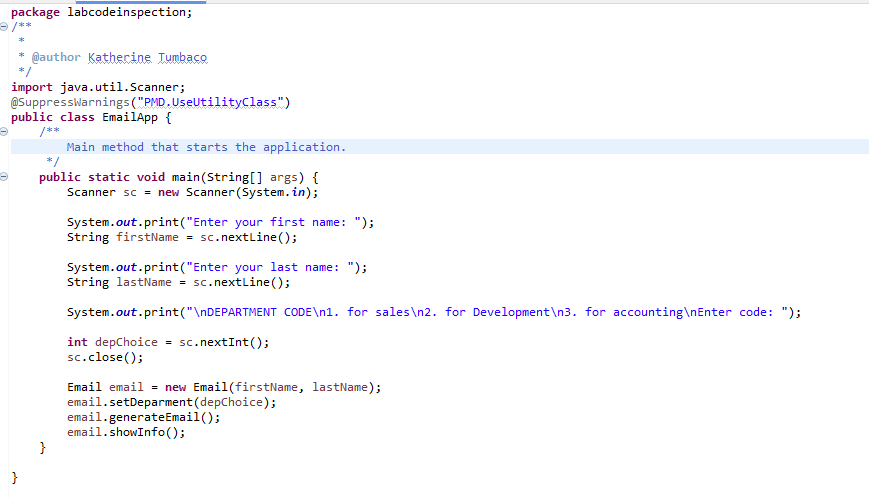 package labcodeinspection;
/**
 *
 * @author Katherine Tumbaco
 */
import java.util.Scanner;
@SuppressWarnings("PMD.UseUtilityClass")
public class EmailApp {
    /**
        Main method that starts the application.
     */
    public static void main(String[] args) {
        Scanner sc = new Scanner(System.in);

        System.out.print("Enter your first name: ");
        String firstName = sc.nextLine();

        System.out.print("Enter your last name: ");
        String lastName = sc.nextLine();

        System.out.print("\nDEPARTMENT CODE\n1. for sales\n2. for Development\n3. for accounting\nEnter code: ");

        int depChoice = sc.nextInt();
        sc.close();

        Email email = new Email(firstName, lastName);
        email.setDeparment(depChoice);
        email.generateEmail();
        email.showInfo();
    }

}